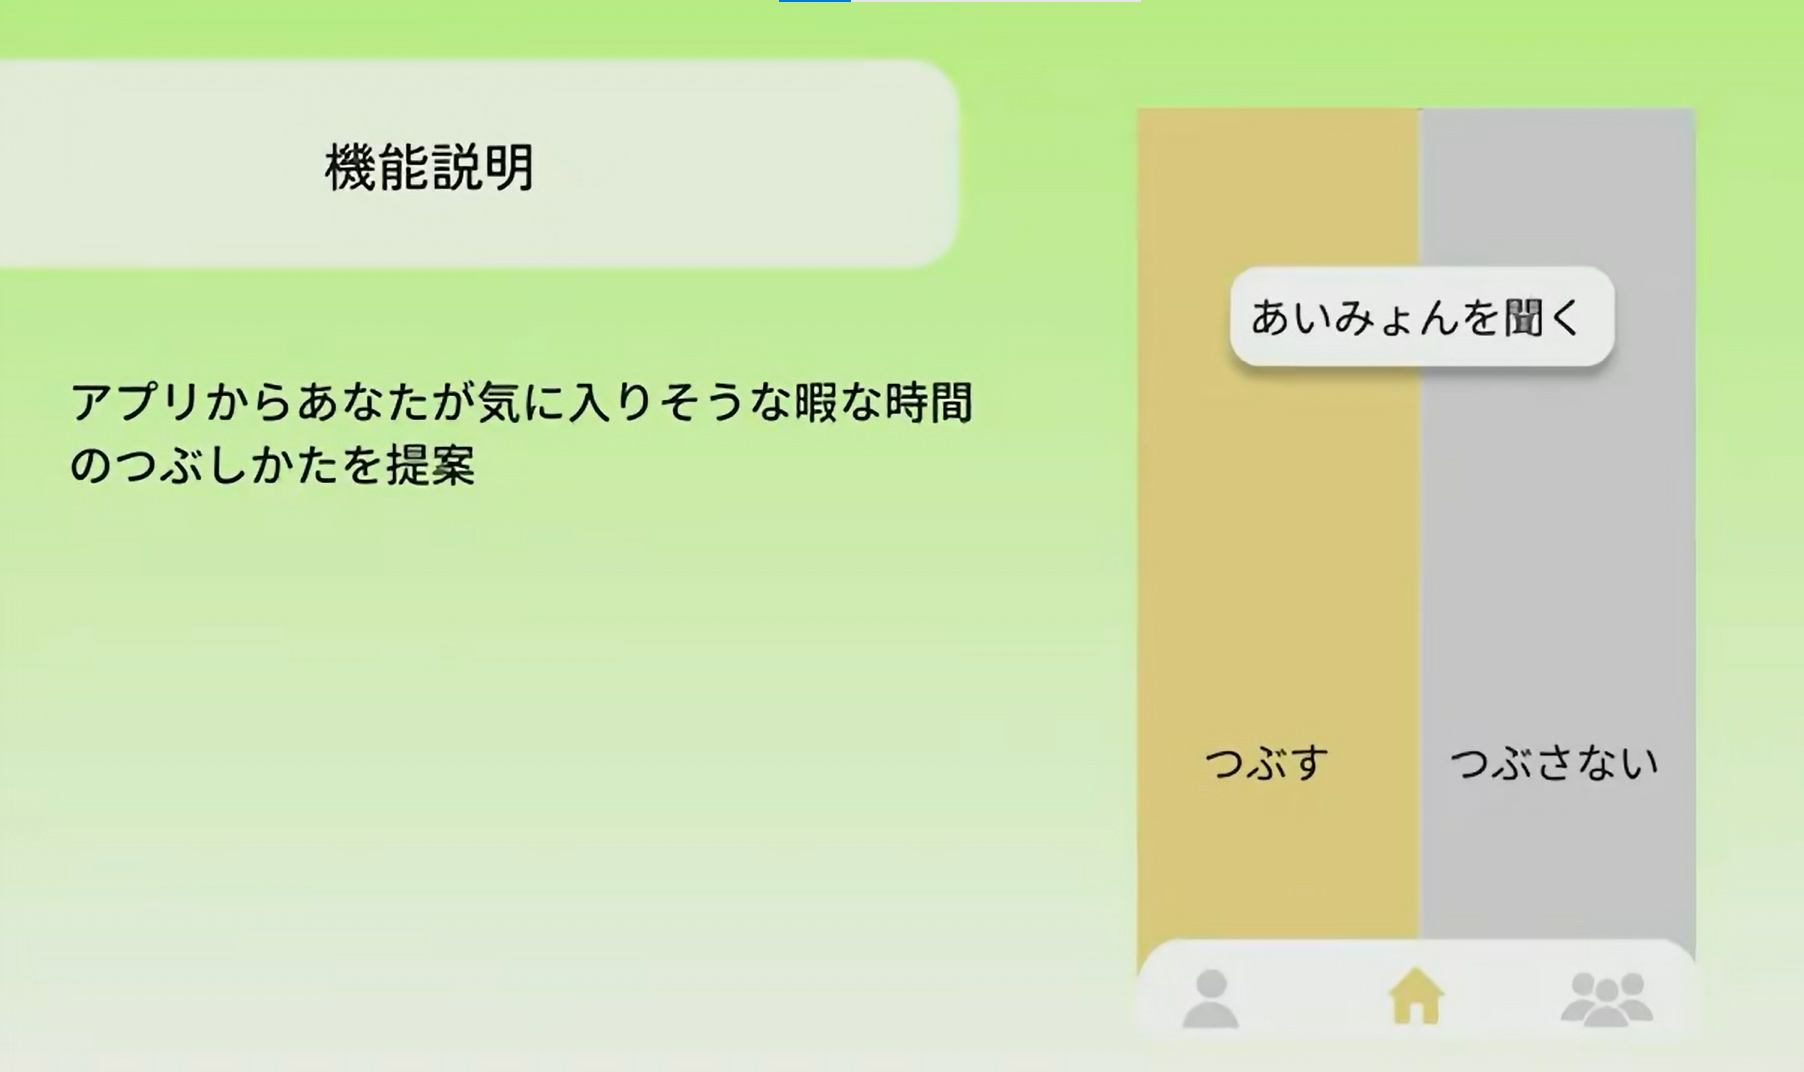 機能説明
アプリからあなたが気に入りそうな暇な時間
のつぶしかたを提案
あいみょんを聞く
つぶす
つぶさない